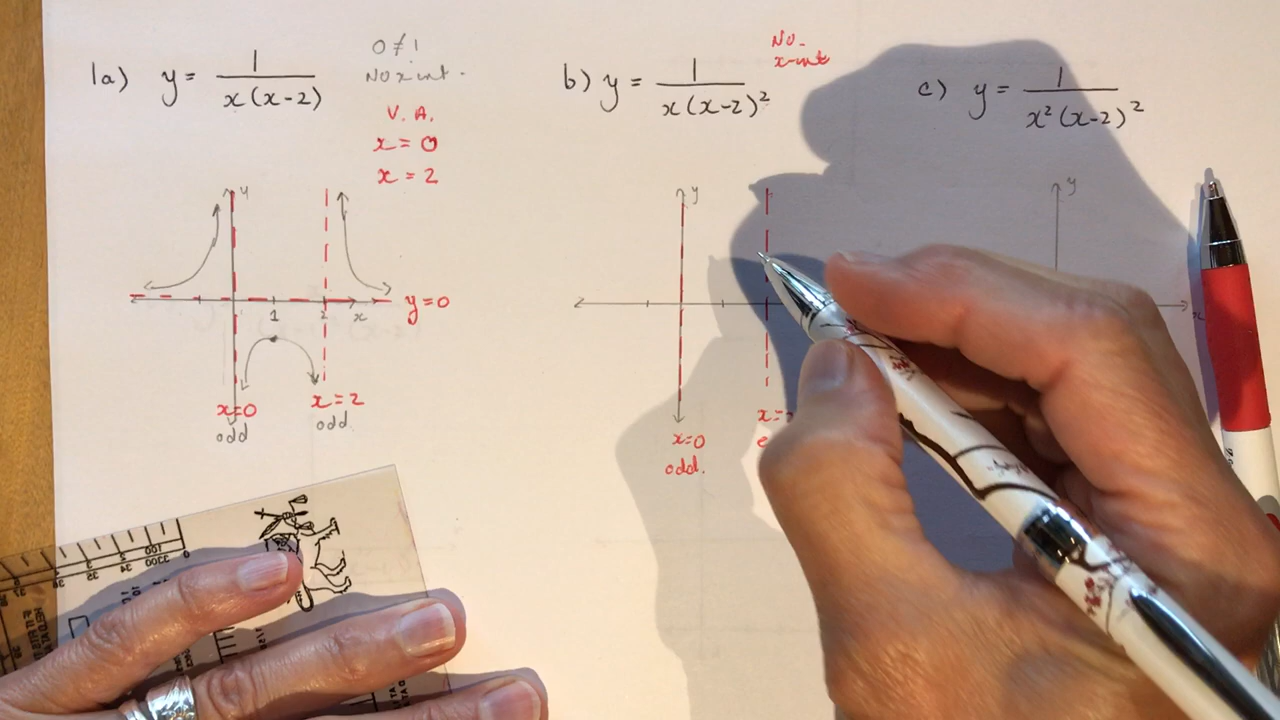 1a) y = 1 / x(x-2)
0 ≠ 1
No x int.
V. A.
x = 0
x = 2
y
1 2 x
y=0
x=0
odd
x=2
odd
b) y = 1 / x(x-2)²
No
x-int
y
x=0
odd.
x=
c) y = 1 / x²(x-2)²
y
x